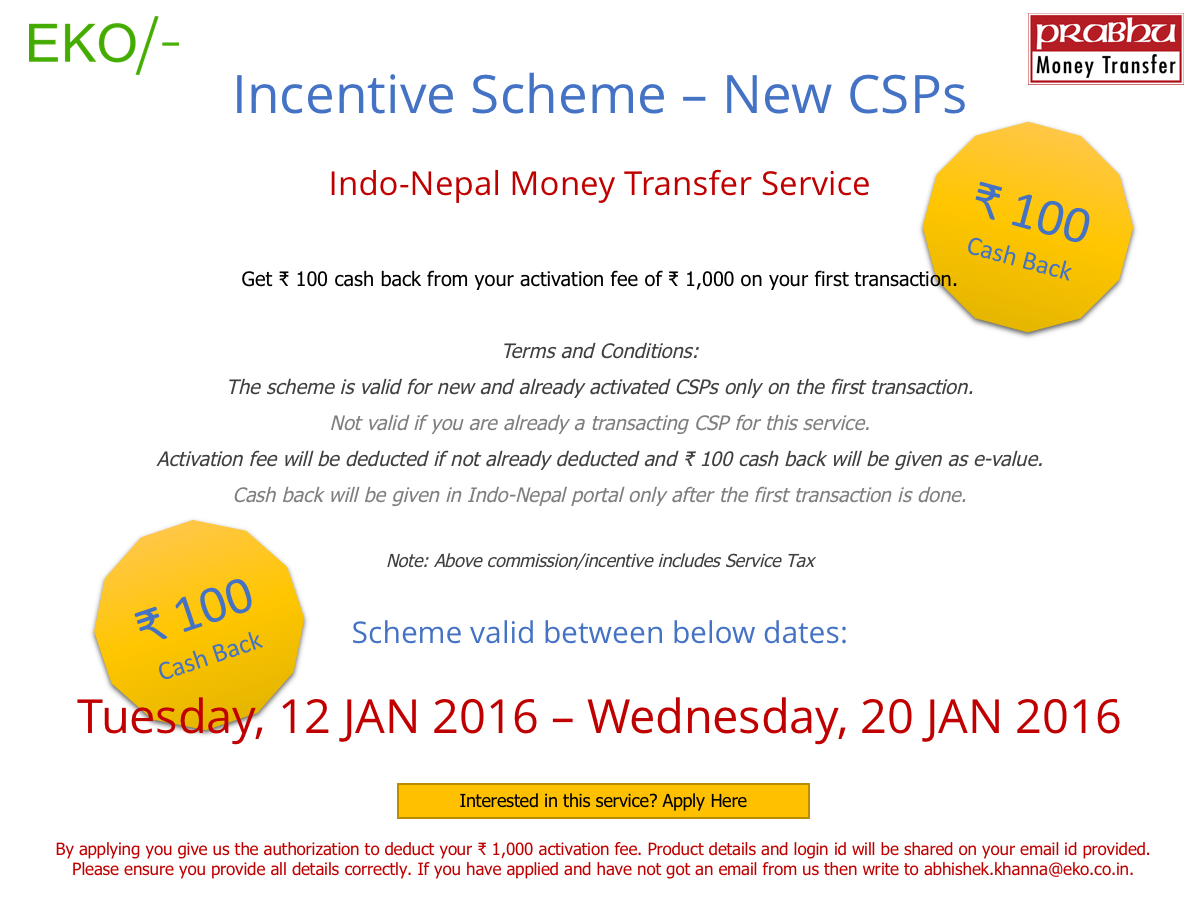 EKO/-
PRABHU
Money Transfer
Incentive Scheme – New CSPs
Indo-Nepal Money Transfer Service
₹ 100
Cash Back
Get ₹ 100 cash back from your activation fee of ₹ 1,000 on your first transaction.
Terms and Conditions:
The scheme is valid for new and already activated CSPs only on the first transaction.
Not valid if you are already a transacting CSP for this service.
Activation fee will be deducted if not already deducted and ₹ 100 cash back will be given as e-value.
Cash back will be given in Indo-Nepal portal only after the first transaction is done.
Note: Above commission/incentive includes Service Tax
₹ 100
Cash Back
Scheme valid between below dates:
Tuesday, 12 JAN 2016 – Wednesday, 20 JAN 2016
Interested in this service? Apply Here
By applying you give us the authorization to deduct your ₹ 1,000 activation fee. Product details and login id will be shared on your email id provided.
Please ensure you provide all details correctly. If you have applied and have not got an email from us then write to abhishek.khanna@eko.co.in.